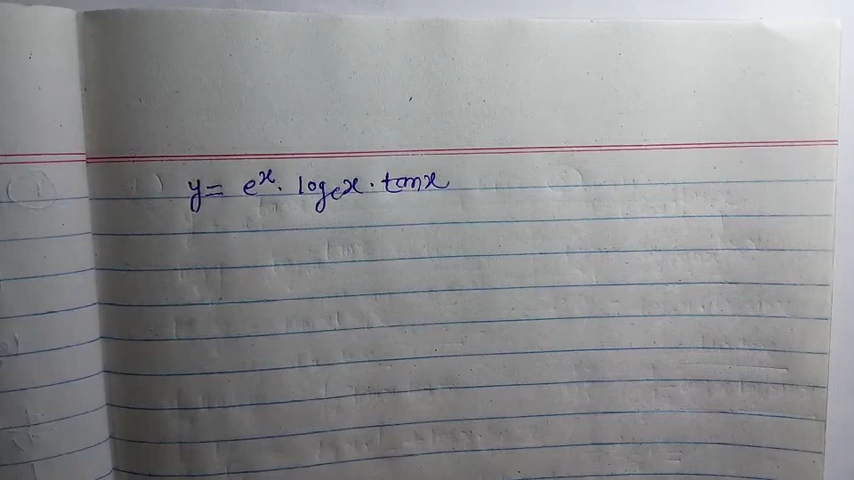 y = eˣ · logₑx · tanx